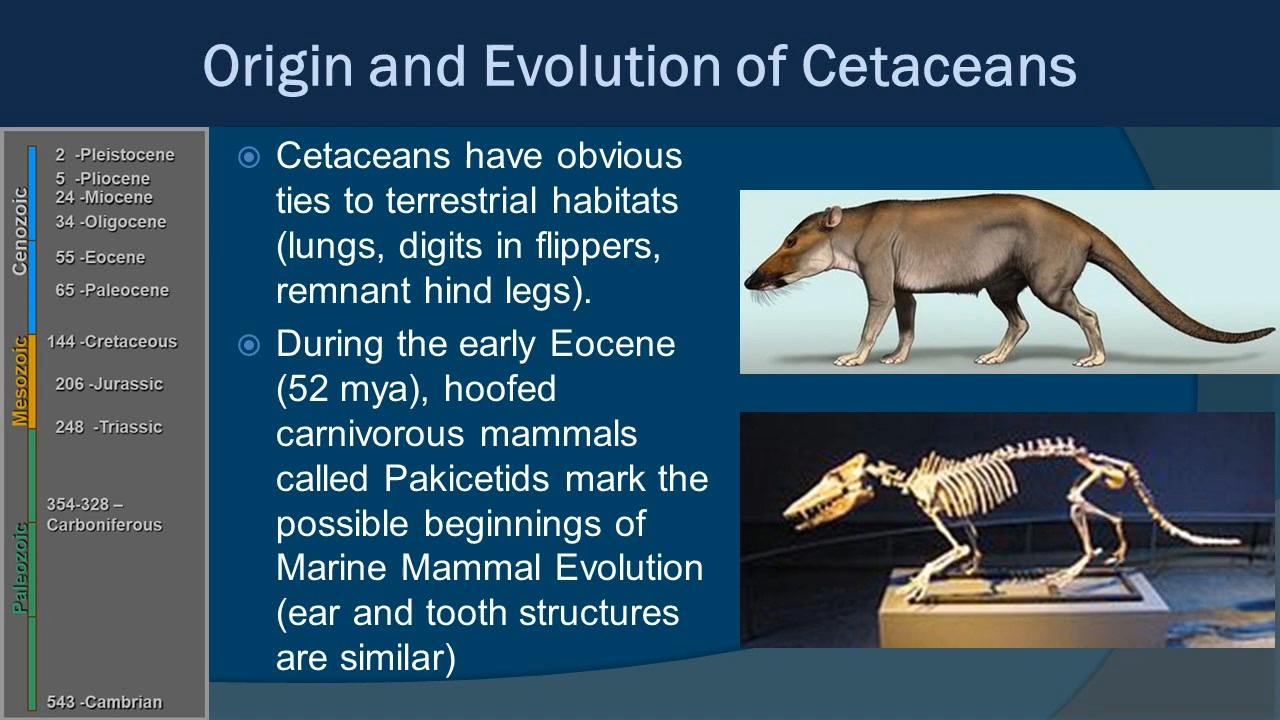 Origin and Evolution of Cetaceans
2 -Pleistocene
5 -Pliocene
24 -Miocene
34 -Oligocene
55 -Eocene
65 -Paleocene
144 -Cretaceous
206 -Jurassic
248 -Triassic
354-328 –
Carboniferous
543 -Cambrian
Cenozoic
Mesozoic
Paleozoic
Cetaceans have obvious
ties to terrestrial habitats
(lungs, digits in flippers,
remnant hind legs).
During the early Eocene
(52 mya), hoofed
carnivorous mammals
called Pakicetids mark the
possible beginnings of
Marine Mammal Evolution
(ear and tooth structures
are similar)